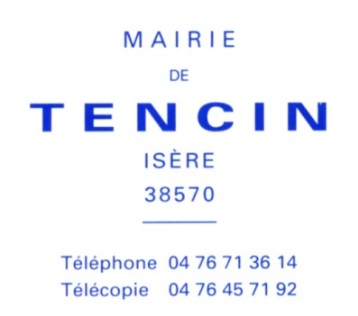 MAIRIE
DE
TENCIN
ISÈRE
38570
Téléphone 04 76 71 36 14
Télécopie 04 76 45 71 92